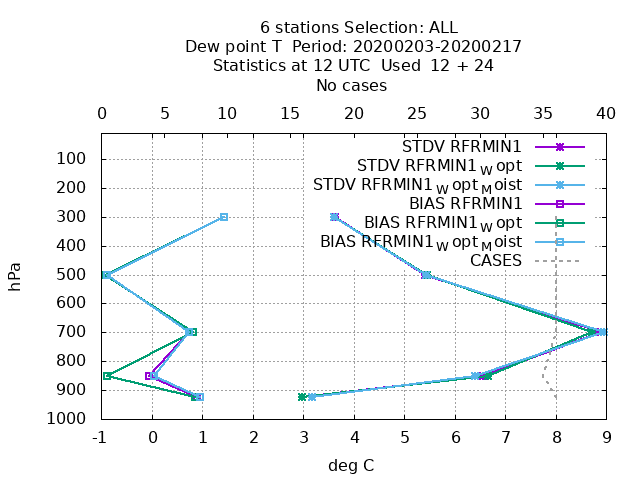 6 stations Selection: ALL
Dew point T  Period: 20200203-20200217
Statistics at 12 UTC  Used  12 + 24
No cases
0 5 10 15 20 25 30 35 40
STDV RFRMIN1
STDV RFRMIN1_W opt
STDV RFRMIN1_W opt_M oist
BIAS RFRMIN1
BIAS RFRMIN1_W opt
BIAS RFRMIN1_W opt_M oist
CASES
hPa
100
200
300
400
500
600
700
800
900
1000
-1 0 1 2 3 4 5 6 7 8 9
deg C